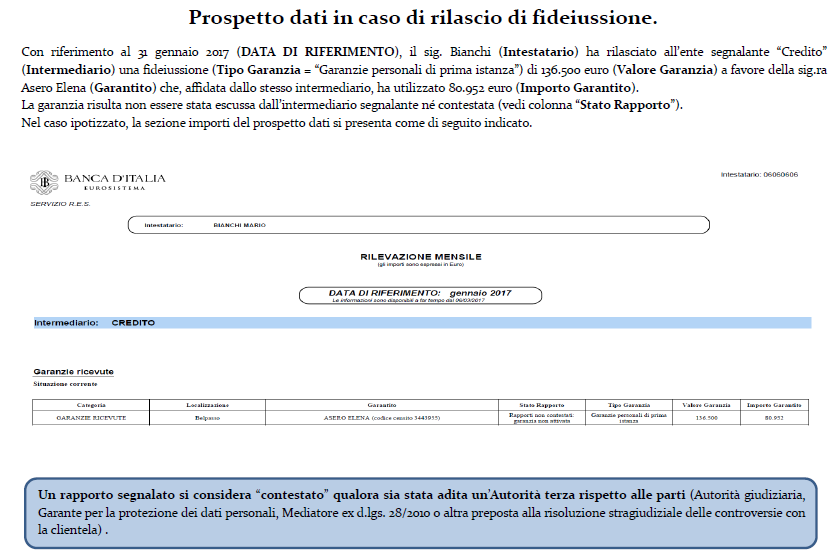 Prospetto dati in caso di rilascio di fideiussione.
Con riferimento al 31 gennaio 2017 (DATA DI RIFERIMENTO), il sig. Bianchi (Intestatario) ha rilasciato all'ente segnalante "Credito"
(Intermediario) una fideiussione (Tipo Garanzia = "Garanzie personali di prima istanza") di 136.500 euro (Valore Garanzia) a favore della sig.ra
Asero Elena (Garantito) che, affidata dallo stesso intermediario, ha utilizzato 80.952 euro (Importo Garantito).
La garanzia risulta non essere stata escussa dall'intermediario segnalante né contestata (vedi colonna "Stato Rapporto").
Nel caso ipotizzato, la sezione importi del prospetto dati si presenta come di seguito indicato.
BANCA D'ITALIA
EUROSISTEMA
Intestatario: 06060606
SERVIZIO R.E.S.
Intestatario: BIANCHI MARIO
RILEVAZIONE MENSILE
(gli importi sono espressi in Euro)
DATA DI RIFERIMENTO: gennaio 2017
Le informazioni sono disponibili a far tempo dal 06/03/2017
Intermediario: CREDITO
Garanzie ricevute
Situazione corrente
Categoria Localizzazione Garantito Stato Rapporto Tipo Garanzia Valore Garanzia Importo Garantito
GARANZIE RICEVUTE Belpasso ASERO ELENA (codice censito 3443955) Rapporti non contestati: garanzia non attivata Garanzie personali di prima istanza 136.500 80.952
Un rapporto segnalato si considera "contestato" qualora sia stata adita un'Autorità terza rispetto alle parti (Autorità giudiziaria,
Garante per la protezione dei dati personali, Mediatore ex d.lgs. 28/2010 o altra preposta alla risoluzione stragiudiziale delle controversie con
la clientela) .